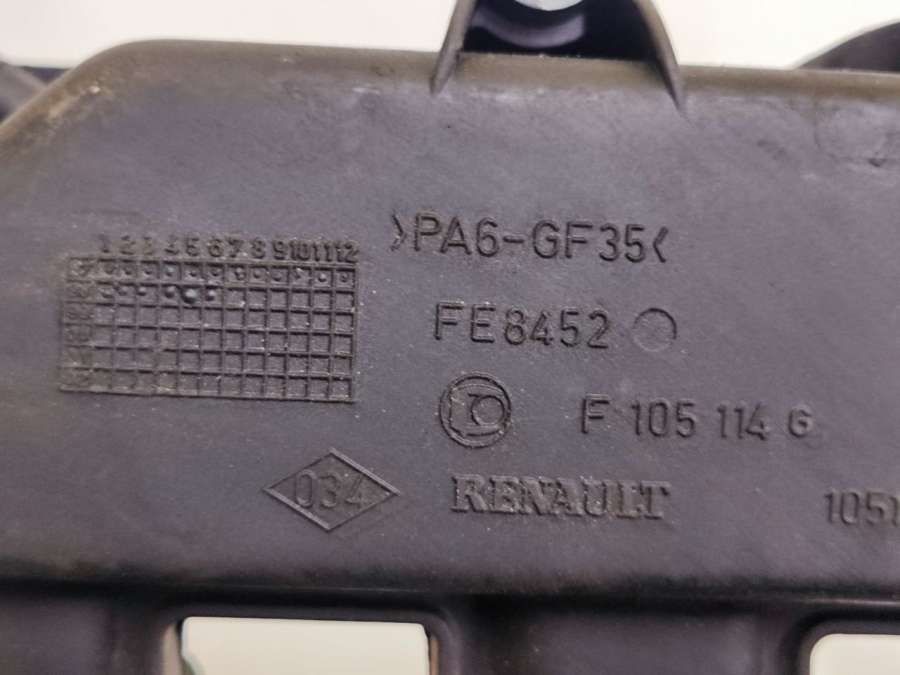 >PA6-GF35<
1 2 3 4 5 6 7 8 9 10 11 12
FE8452
F 105 114 G
034
RENAULT